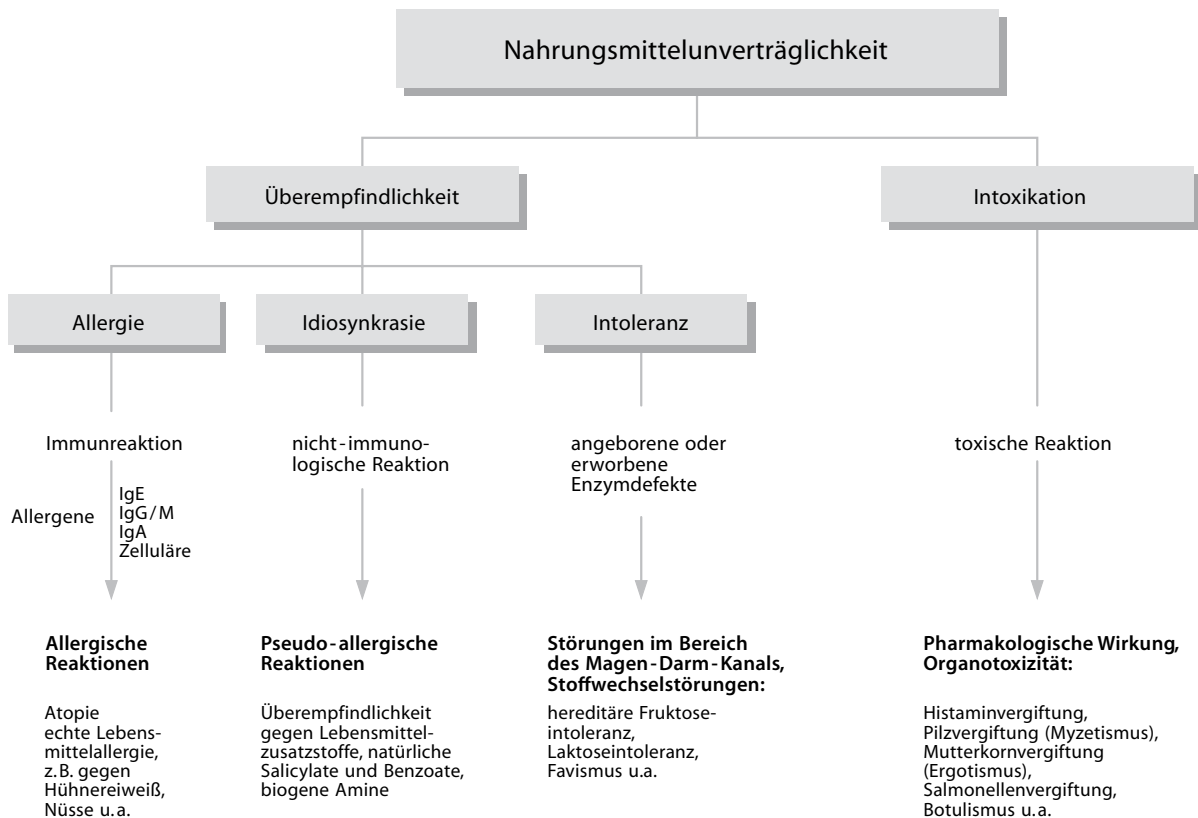 Nahrungsmittelunverträglichkeit
Überempfindlichkeit
Intoxikation
Allergie
Idiosynkrasie
Intoleranz
Immunreaktion
nicht-immuno-
logische Reaktion
angeborene oder
erworbene
Enzymdefekte
toxische Reaktion
Allergene
IgE
IgG/M
IgA
Zelluläre
Allergische
Reaktionen
Atopie
echte Lebens-
mittelallergie,
z.B. gegen
Hühnereiweiß,
Nüsse u.a.
Pseudo-allergische
Reaktionen
Überempfindlichkeit
gegen Lebensmittel-
zusatzstoffe, natürliche
Salicylate und Benzoate,
biogene Amine
Störungen im Bereich
des Magen-Darm-Kanals,
Stoffwechselstörungen:
hereditäre Fruktose-
intoleranz,
Laktoseintoleranz,
Favismus u.a.
Pharmakologische Wirkung,
Organotoxizität:
Histaminvergiftung,
Pilzvergiftung (Myzetismus),
Mutterkornvergiftung
(Ergotismus),
Salmonellenvergiftung,
Botulismus u.a.